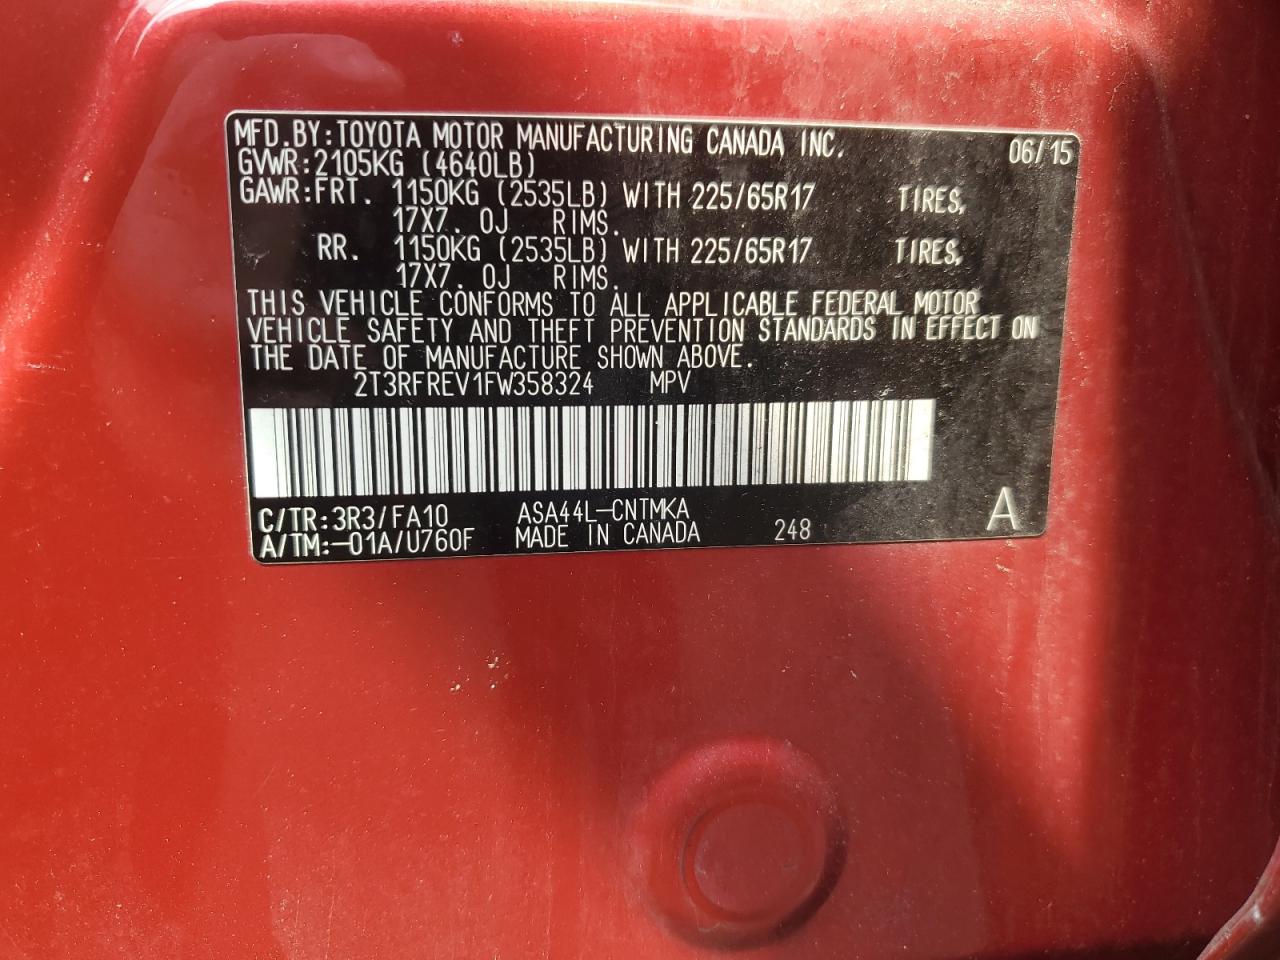 MFD.BY:TOYOTA MOTOR MANUFACTURING CANADA INC. 06/15
GVWR:2105KG (4640LB)
GAWR:FRT. 1150KG (2535LB) WITH 225/65R17 TIRES,
17X7. 0J RIMS.
RR. 1150KG (2535LB) WITH 225/65R17 TIRES,
17X7. 0J RIMS.
THIS VEHICLE CONFORMS TO ALL APPLICABLE FEDERAL MOTOR
VEHICLE SAFETY AND THEFT PREVENTION STANDARDS IN EFFECT ON
THE DATE OF MANUFACTURE SHOWN ABOVE.
2T3RFREV1FW358324 MPV
C/TR:3R3/FA10 ASA44L-CNTMKA
A/TM:-01A/U760F MADE IN CANADA 248 A